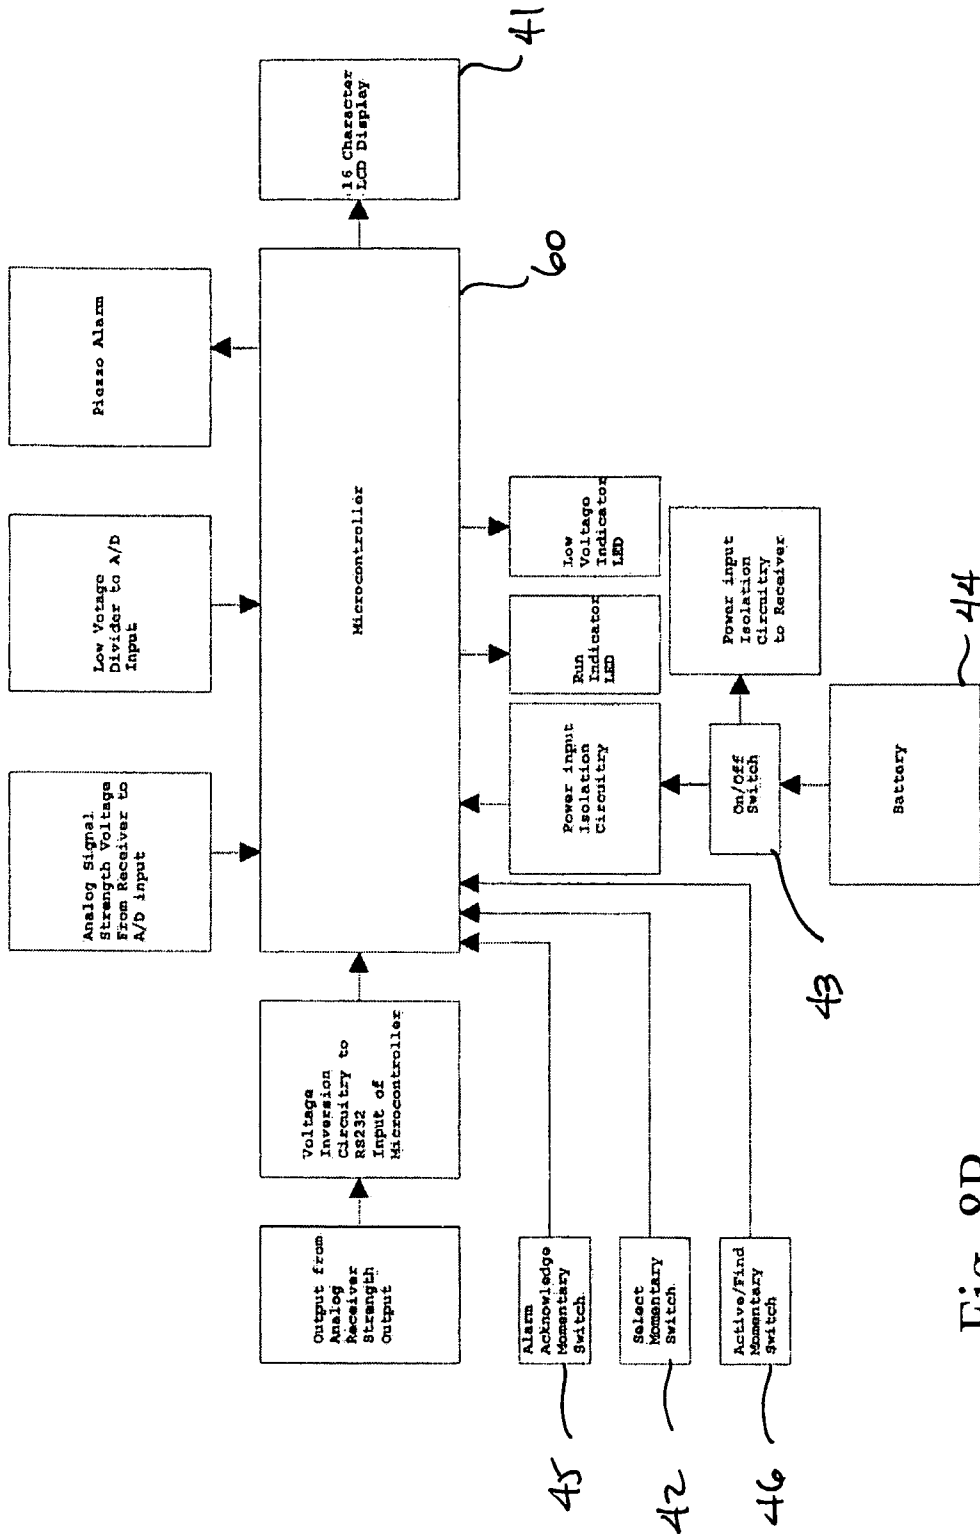 Analog Signal
Strength Voltage
From Receiver to
A/D input
Low Votage
Divider to A/D
Input
Piezzo Alarm
Output from
Analog
Receiver
Strength
Output
Voltage
Inversion
Circuitry to
RS232
Input of
Microcontroller
Microcontroller
16 Character
LCD Display
60
41
Alarm
Acknowledge
Momentary
Switch
45
Select
Momentary
Switch
42
Active/Find
Momentary
Switch
46
Power input
Isolation
Circuitry
Run
Indicator
LED
Low
Voltage
Indicator
LED
On/Off
Switch
43
Power input
Isolation
Circuitry
to Receiver
Battery
44
Fig. 8D